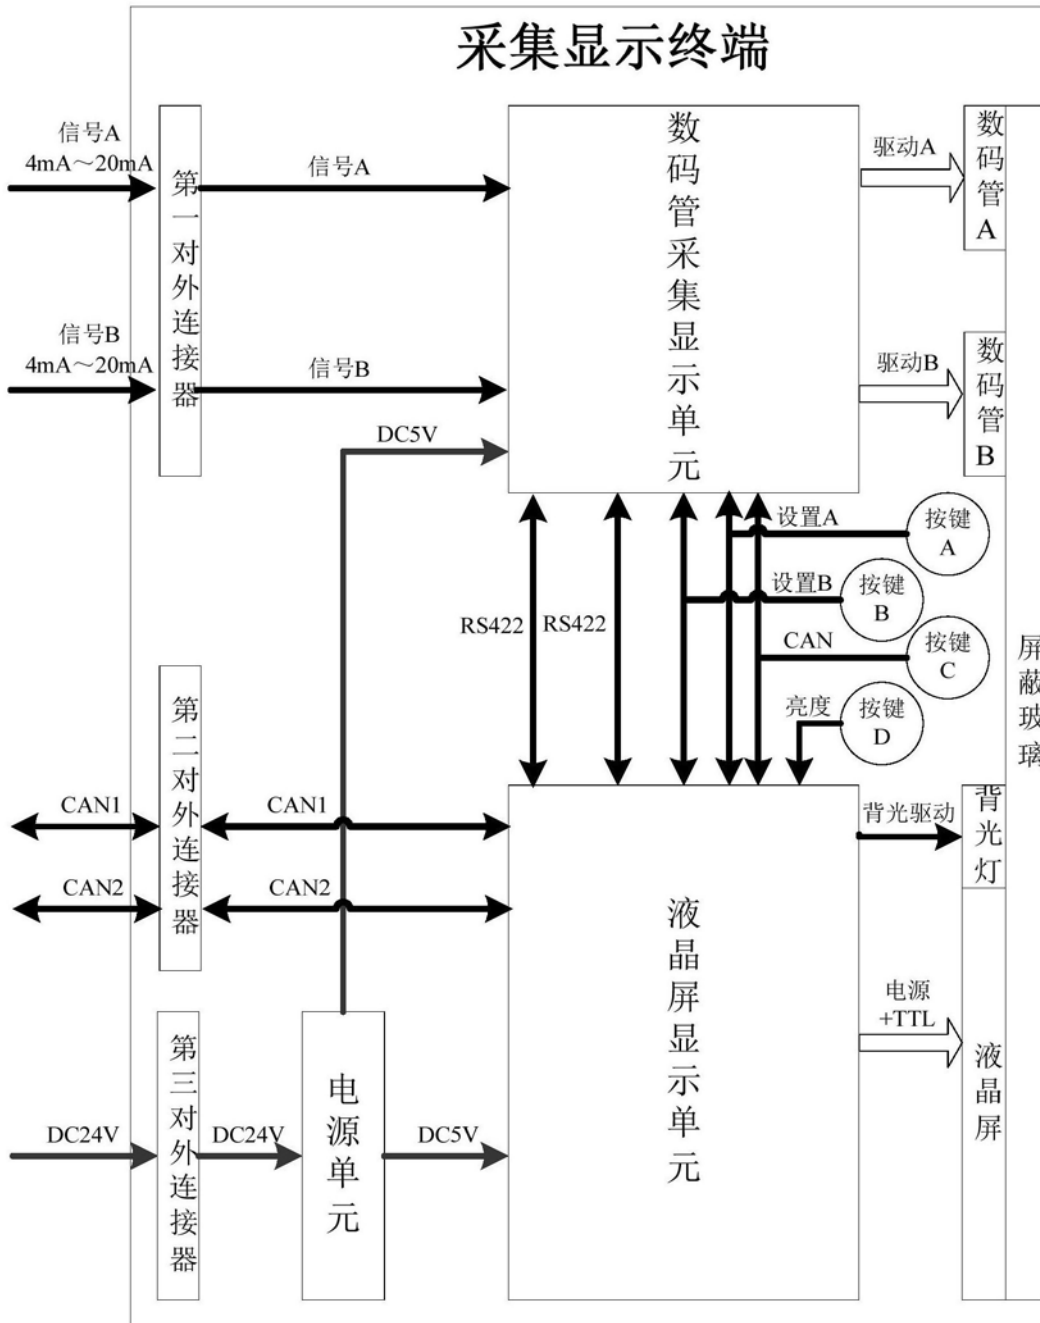 采集显示终端
信号A
4mA～20mA
第一对外连接器
信号A
数码管采集显示单元
驱动A
数码管A
信号B
4mA～20mA
信号B
驱动B
数码管B
DC5V
设置A
按键
A
设置B
按键
B
RS422
RS422
CAN
按键
C
亮度
按键
D
屏蔽玻璃
第二对外连接器
CAN1
CAN1
背光驱动
背光灯
CAN2
CAN2
液晶屏显示单元
电源
+TTL
液晶屏
第三对外连接器
DC24V
DC24V
电源单元
DC5V